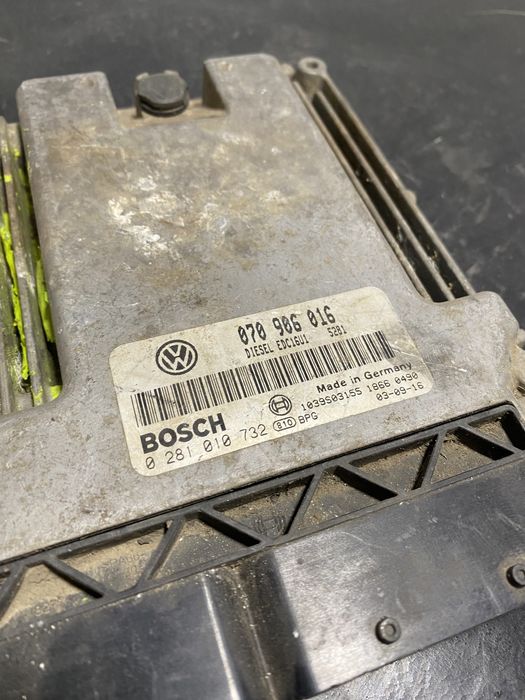 070 906 016
DIESEL EDC16U1 5281
Made in Germany
BOSCH
1039S03155 1866 0490
0 281 010 732 810 BPG 03-09-16